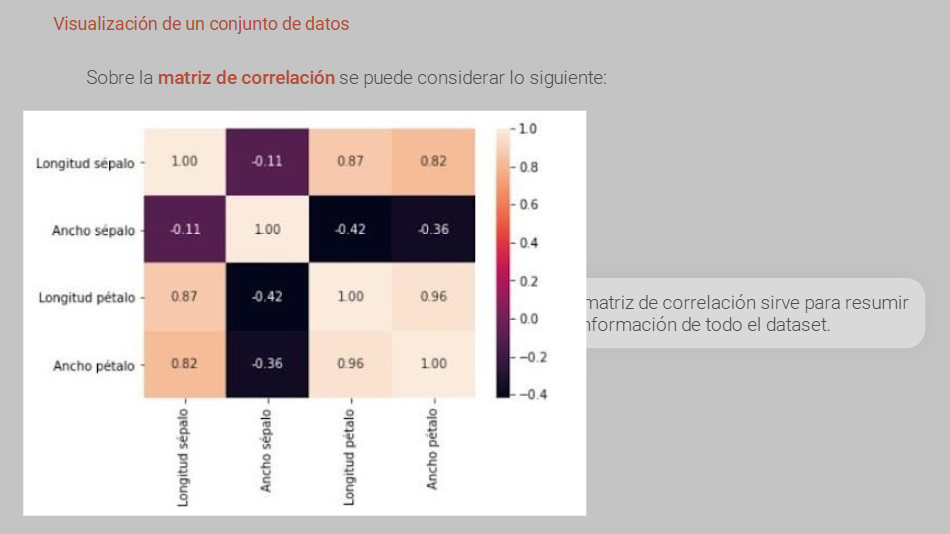 Visualización de un conjunto de datos
Sobre la matriz de correlación se puede considerar lo siguiente:
Longitud sépalo
Ancho sépalo
Longitud pétalo
Ancho pétalo
1.00 -0.11 0.87 0.82
-0.11 1.00 -0.42 -0.36
0.87 -0.42 1.00 0.96
0.82 -0.36 0.96 1.00
Longitud sépalo
Ancho sépalo
Longitud pétalo
Ancho pétalo
1.0
0.8
0.6
0.4
0.2
0.0
−0.2
−0.4
matriz de correlación sirve para resumir
nformación de todo el dataset.